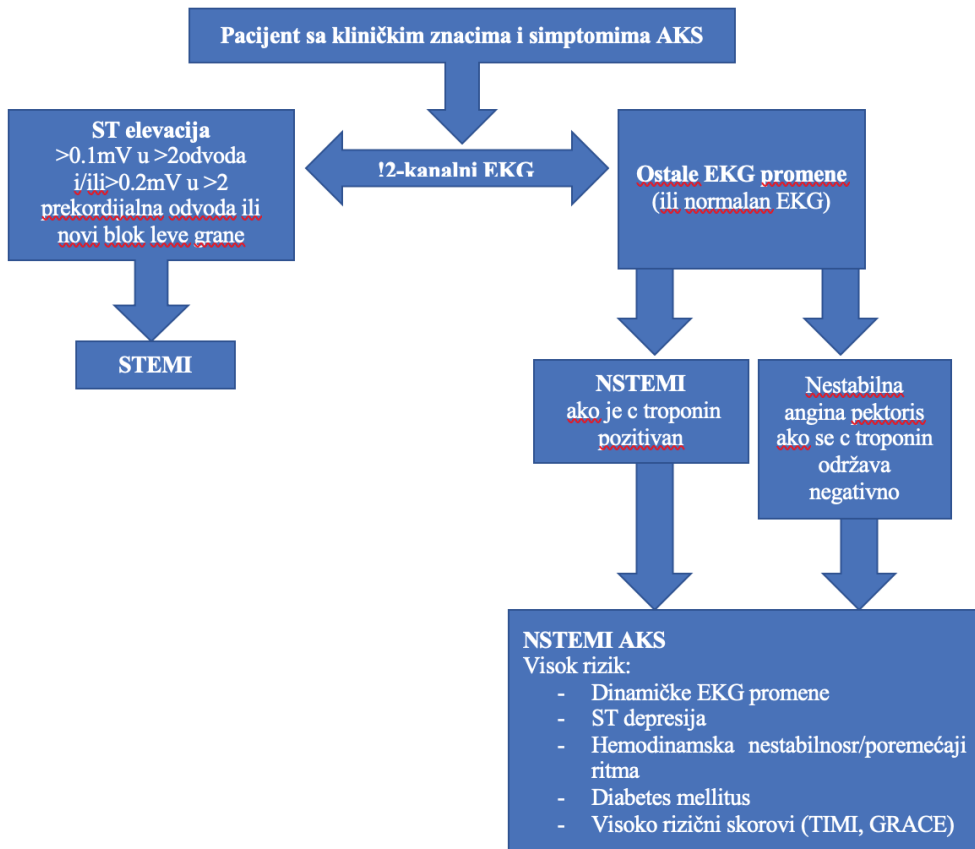 Pacijent sa kliničkim znacima i simptomima AKS
ST elevacija
>0.1mV u >2odvoda
i/ili>0.2mV u >2
prekordijalna odvoda ili
novi blok leve grane
!2-kanalni EKG
Ostale EKG promene
(ili normalan EKG)
STEMI
NSTEMI
ako je c troponin
pozitivan
Nestabilna
angina pektoris
ako se c troponin
održava
negativno
NSTEMI AKS
Visok rizik:
- Dinamičke EKG promene
- ST depresija
- Hemodinamska nestabilnosr/poremećaji
ritma
- Diabetes mellitus
- Visoko rizični skorovi (TIMI, GRACE)